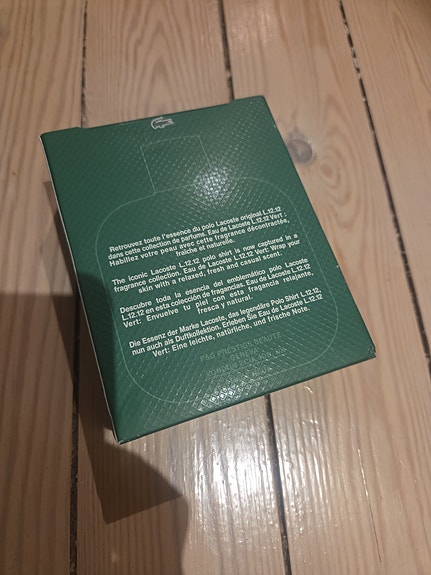 Retrouvez toute l'essence du polo Lacoste original L.12.12
dans cette collection de parfums. Eau de Lacoste L.12.12 Vert :
Habillez votre peau avec cette fragrance décontractée,
fraîche et naturelle.
The iconic Lacoste L.12.12 polo shirt is now captured in a
fragrance collection. Eau de Lacoste L.12.12 Vert: Wrap your
skin with a relaxed, fresh and casual scent.
Descubre toda la esencia del emblemático polo Lacoste
L.12.12 en esta colección de fragancias. Eau de Lacoste L.12.12
Vert: Envuelve tu piel con esta fragancia relajante,
fresca y natural.
Die Essenz der Marke Lacoste, das legendäre Polo Shirt L.12.12,
nun auch als Duftkollektion. Erleben Sie Eau de Lacoste L.12.12
Vert: Eine leichte, natürliche, und frische Note.
P&G PRESTIGE